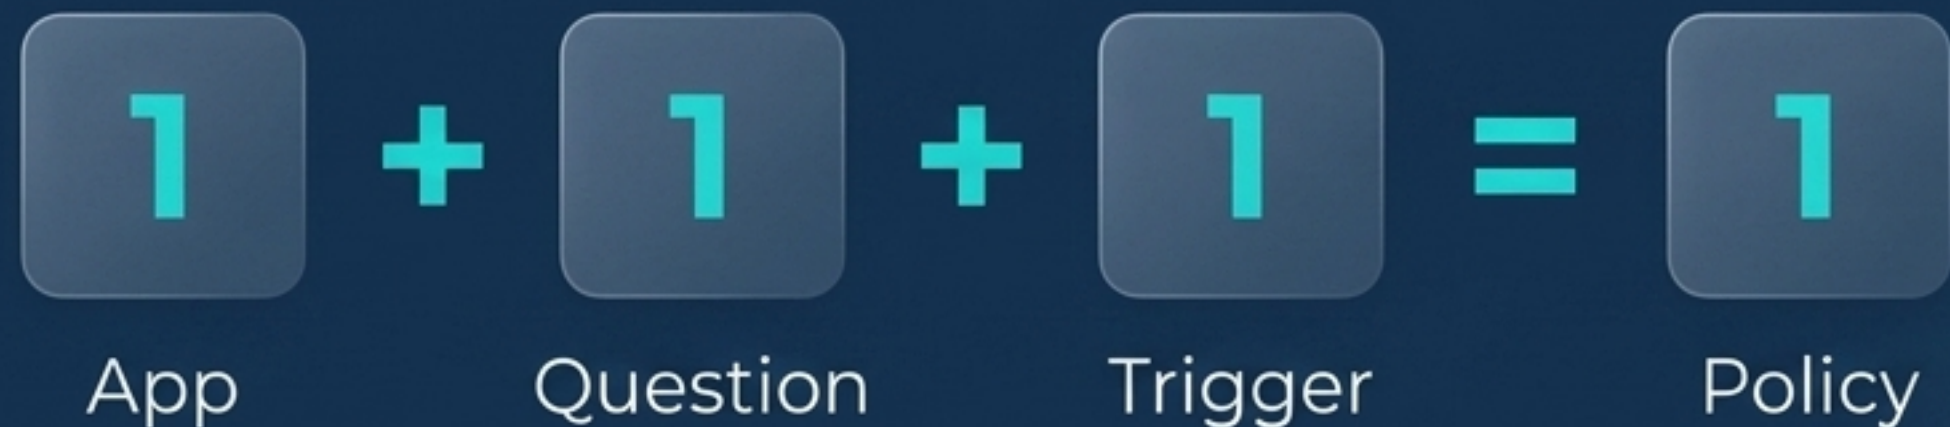 1 + 1 + 1 = 1
App Question Trigger Policy